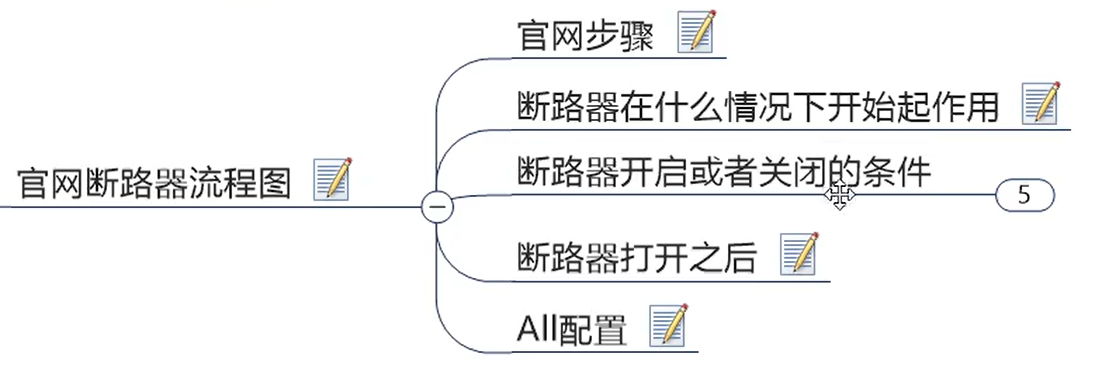 官网断路器流程图
官网步骤
断路器在什么情况下开始起作用
断路器开启或者关闭的条件
5
断路器打开之后
All配置